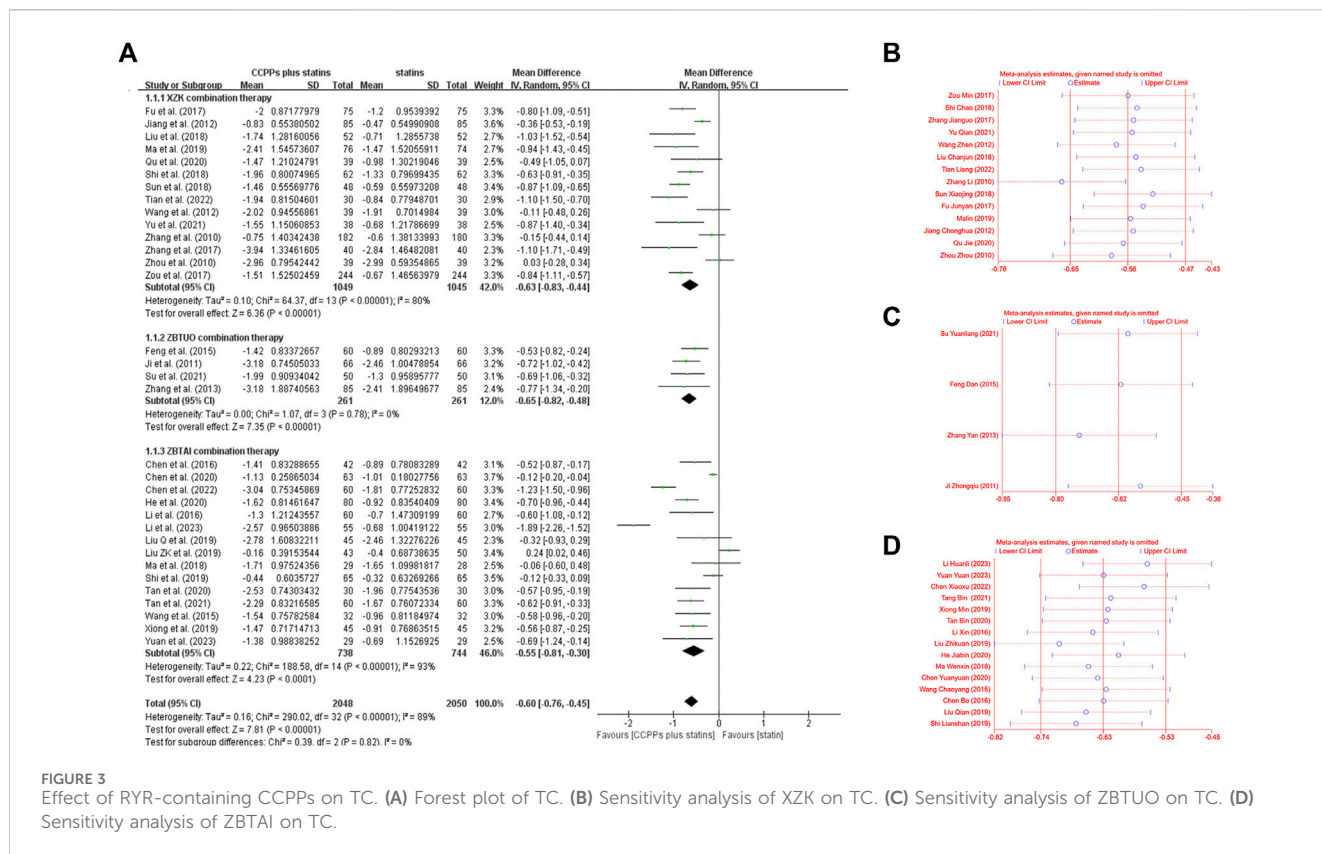 A
CCPPs plus statins statins Mean Difference Mean Difference
Study or Subgroup Mean SD Total Mean SD Total Weight IV, Random, 95% CI IV, Random, 95% CI
1.1.1 XZK combination therapy
Fu et al. (2017) -2 0.87177979 75 -1.2 0.9539392 75 3.3% -0.80 [-1.09, -0.51]
Jiang et al. (2012) -0.83 0.55380502 85 -0.47 0.54990908 85 3.6% -0.36 [-0.53, -0.19]
Liu et al. (2018) -1.74 1.28160056 52 -0.71 1.2855738 52 2.6% -1.03 [-1.52, -0.54]
Ma et al. (2019) -2.41 1.54573607 76 -1.47 1.52055911 74 2.6% -0.94 [-1.43, -0.45]
Qu et al. (2020) -1.47 1.21024791 39 -0.98 1.30219046 39 2.4% -0.49 [-1.05, 0.07]
Shi et al. (2018) -1.96 0.80074965 62 -1.33 0.79699435 62 3.3% -0.63 [-0.91, -0.35]
Sun et al. (2018) -1.46 0.55569776 48 -0.59 0.55973208 48 3.5% -0.87 [-1.09, -0.65]
Tian et al. (2022) -1.94 0.81504601 30 -0.84 0.77948701 30 2.9% -1.10 [-1.50, -0.70]
Wang et al. (2012) -2.02 0.94556861 39 -1.91 0.7014984 39 3.0% -0.11 [-0.48, 0.26]
Yu et al. (2021) -1.55 1.15060853 38 -0.68 1.21786699 38 2.5% -0.87 [-1.40, -0.34]
Zhang et al. (2010) -0.75 1.40342438 182 -0.6 1.38133993 180 3.3% -0.15 [-0.44, 0.14]
Zhang et al. (2017) -3.94 1.33461605 40 -2.84 1.46482081 40 2.3% -1.10 [-1.71, -0.49]
Zhou et al. (2010) -2.96 0.79542442 39 -2.99 0.59354865 39 3.2% 0.03 [-0.28, 0.34]
Zou et al. (2017) -1.51 1.52502459 244 -0.67 1.46563979 244 3.4% -0.84 [-1.11, -0.57]
Subtotal (95% CI) 1049 1045 42.0% -0.63 [-0.83, -0.44]
Heterogeneity: Tau² = 0.10; Chi² = 64.37, df = 13 (P < 0.00001); I² = 80%
Test for overall effect: Z = 6.36 (P < 0.00001)
1.1.2 ZBTUO combination therapy
Feng et al. (2015) -1.42 0.83372657 60 -0.89 0.80293213 60 3.3% -0.53 [-0.82, -0.24]
Ji et al. (2011) -3.18 0.74505033 66 -2.46 1.00478854 66 3.2% -0.72 [-1.02, -0.42]
Su et al. (2021) -1.99 0.90934042 50 -1.3 0.95895777 50 3.0% -0.69 [-1.06, -0.32]
Zhang et al. (2013) -3.18 1.88740563 85 -2.41 1.89649677 85 2.4% -0.77 [-1.34, -0.20]
Subtotal (95% CI) 261 261 12.0% -0.65 [-0.82, -0.48]
Heterogeneity: Tau² = 0.00; Chi² = 1.07, df = 3 (P = 0.78); I² = 0%
Test for overall effect: Z = 7.35 (P < 0.00001)
1.1.3 ZBTAI combination therapy
Chen et al. (2016) -1.41 0.83288655 42 -0.89 0.78083289 42 3.1% -0.52 [-0.87, -0.17]
Chen et al. (2020) -1.13 0.25865034 63 -1.01 0.18027756 63 3.7% -0.12 [-0.20, -0.04]
Chen et al. (2022) -3.04 0.75345869 60 -1.81 0.77252832 60 3.3% -1.23 [-1.50, -0.96]
He et al. (2020) -1.62 0.81461647 80 -0.92 0.83540409 80 3.4% -0.70 [-0.96, -0.44]
Li et al. (2016) -1.3 1.21243557 60 -0.7 1.47309199 60 2.6% -0.60 [-1.08, -0.12]
Li et al. (2023) -2.57 0.96503886 55 -0.68 1.00419122 55 3.0% -1.89 [-2.26, -1.52]
Liu Q et al. (2019) -2.78 1.60832211 45 -2.46 1.32276226 45 2.3% -0.32 [-0.93, 0.29]
Liu ZK et al. (2019) -0.16 0.39153544 43 -0.4 0.68738635 50 3.5% 0.24 [0.02, 0.46]
Ma et al. (2018) -1.71 0.97524356 29 -1.65 1.09981817 28 2.5% -0.06 [-0.60, 0.48]
Shi et al. (2019) -0.44 0.6035727 65 -0.32 0.63269266 65 3.5% -0.12 [-0.33, 0.09]
Tan et al. (2020) -2.53 0.74303432 30 -1.96 0.77543536 30 3.0% -0.57 [-0.95, -0.19]
Tan et al. (2021) -2.29 0.83216585 60 -1.67 0.76072334 60 3.3% -0.62 [-0.91, -0.33]
Wang et al. (2015) -1.54 0.75782584 32 -0.96 0.81184974 32 3.0% -0.58 [-0.96, -0.20]
Xiong et al. (2019) -1.47 0.71714713 45 -0.91 0.76863515 45 3.2% -0.56 [-0.87, -0.25]
Yuan et al. (2023) -1.38 0.98838252 29 -0.69 1.1526925 29 2.4% -0.69 [-1.24, -0.14]
Subtotal (95% CI) 738 744 46.0% -0.55 [-0.81, -0.30]
Heterogeneity: Tau² = 0.22; Chi² = 188.58, df = 14 (P < 0.00001); I² = 93%
Test for overall effect: Z = 4.23 (P < 0.0001)
Total (95% CI) 2048 2050 100.0% -0.60 [-0.76, -0.45]
Heterogeneity: Tau² = 0.16; Chi² = 290.02, df = 32 (P < 0.00001); I² = 89%
Test for overall effect: Z = 7.81 (P < 0.00001)
Test for subgroup differences: Chi² = 0.39, df = 2 (P = 0.82), I² = 0%
-2 -1 0 1 2
Favours [CCPPs plus statins] Favours [statin]
B
Meta-analysis estimates, given named study is omitted
Lower CI Limit Estimate Upper CI Limit
Zou Min (2017)
Shi Chao (2018)
Zhang Jianguo (2017)
Yu Qian (2021)
Wang Zhen (2012)
Liu Chanjun (2018)
Tian Liang (2022)
Zhang Li (2010)
Sun Xiaojing (2018)
Fu Junyan (2017)
Malin (2019)
Jiang Chonghua (2012)
Qu Jie (2020)
Zhou Zhou (2010)
-0.76 -0.65 -0.56 -0.47 -0.43
C
Meta-analysis estimates, given named study is omitted
Lower CI Limit Estimate Upper CI Limit
Su Yuanliang (2021)
Feng Dan (2015)
Zhang Yan (2013)
Ji Zhongqiu (2011)
-0.95 -0.80 -0.62 -0.45 -0.36
D
Meta-analysis estimates, given named study is omitted
Lower CI Limit Estimate Upper CI Limit
Li Huanli (2023)
Yuan Yuan (2023)
Chen Xiaoxu (2022)
Tang Bin (2021)
Xiong Min (2019)
Tan Bin (2020)
Li Xin (2016)
Liu Zhikuan (2019)
He Jiabin (2020)
Ma Wenxin (2018)
Chen Yuanyuan (2020)
Wang Chaoyang (2015)
Chen Bo (2016)
Liu Qian (2019)
Shi Lianshan (2019)
-0.82 -0.74 -0.63 -0.53 -0.45
FIGURE 3
Effect of RYR-containing CCPPs on TC. (A) Forest plot of TC. (B) Sensitivity analysis of XZK on TC. (C) Sensitivity analysis of ZBTUO on TC. (D)
Sensitivity analysis of ZBTAI on TC.